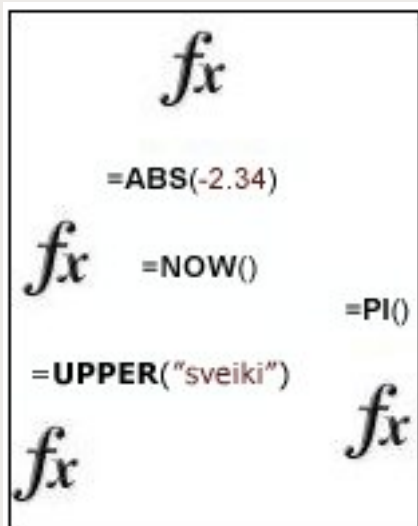 fx
=ABS(-2.34)
fx
=NOW()
=PI()
=UPPER(“sveiki”)
fx
fx